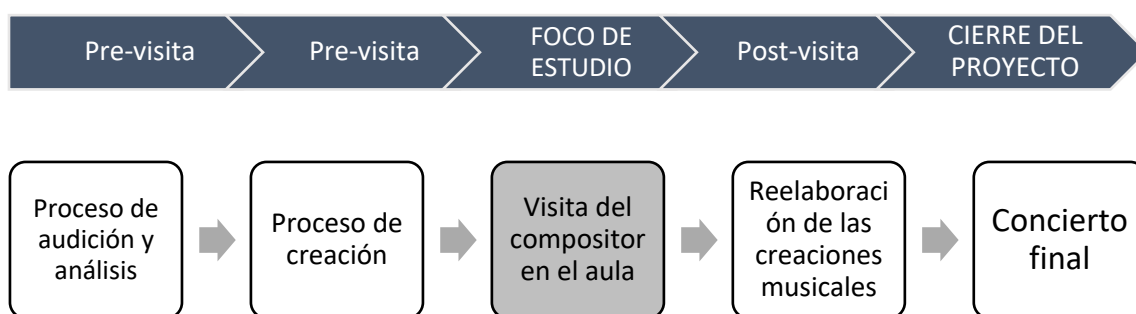 Pre-visita
Pre-visita
FOCO DE
ESTUDIO
Post-visita
CIERRE DEL
PROYECTO
Proceso de
audición y
análisis
Proceso de
creación
Visita del
compositor
en el aula
Reelaboraci
ón de las
creaciones
musicales
Concierto
final